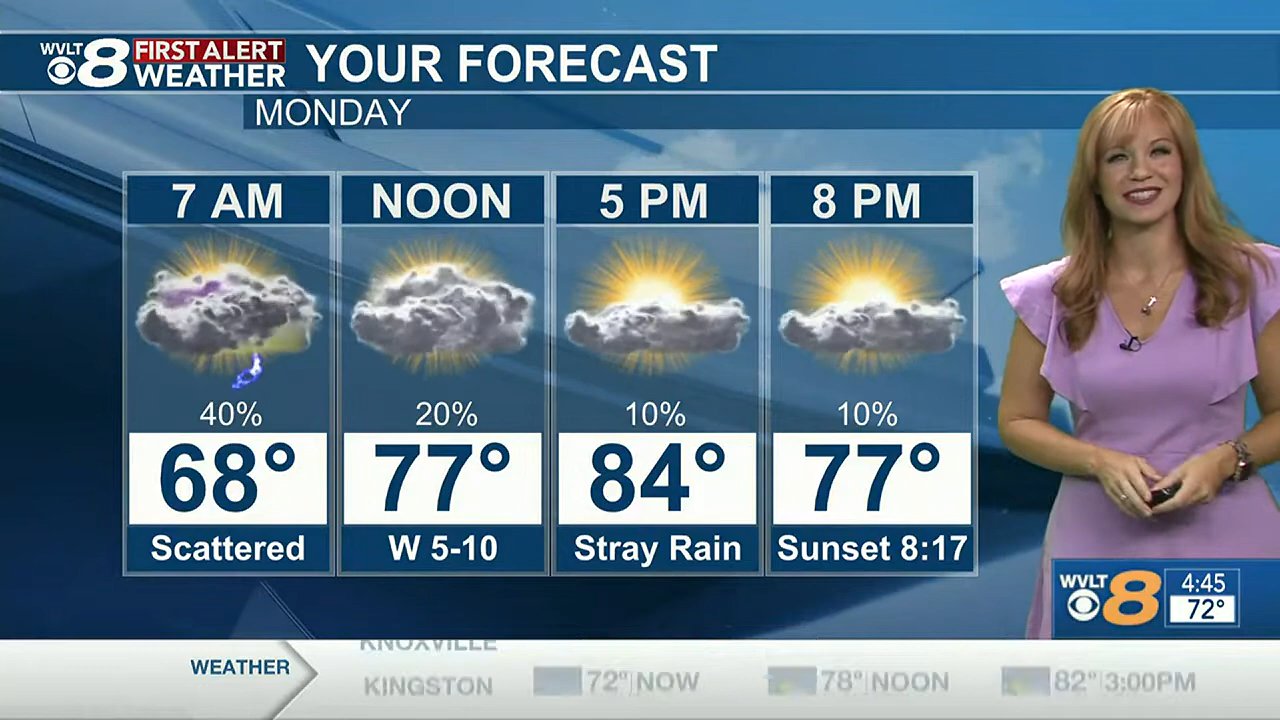 WVLT 8 FIRST ALERT WEATHER
YOUR FORECAST
MONDAY
7 AM
40%
68°
Scattered
NOON
20%
77°
W 5-10
5 PM
10%
84°
Stray Rain
8 PM
10%
77°
Sunset 8:17
WVLT 8
4:45
72°
WEATHER
KNOXVILLE
KINGSTON 72° NOW 78° NOON 82° 3:00PM